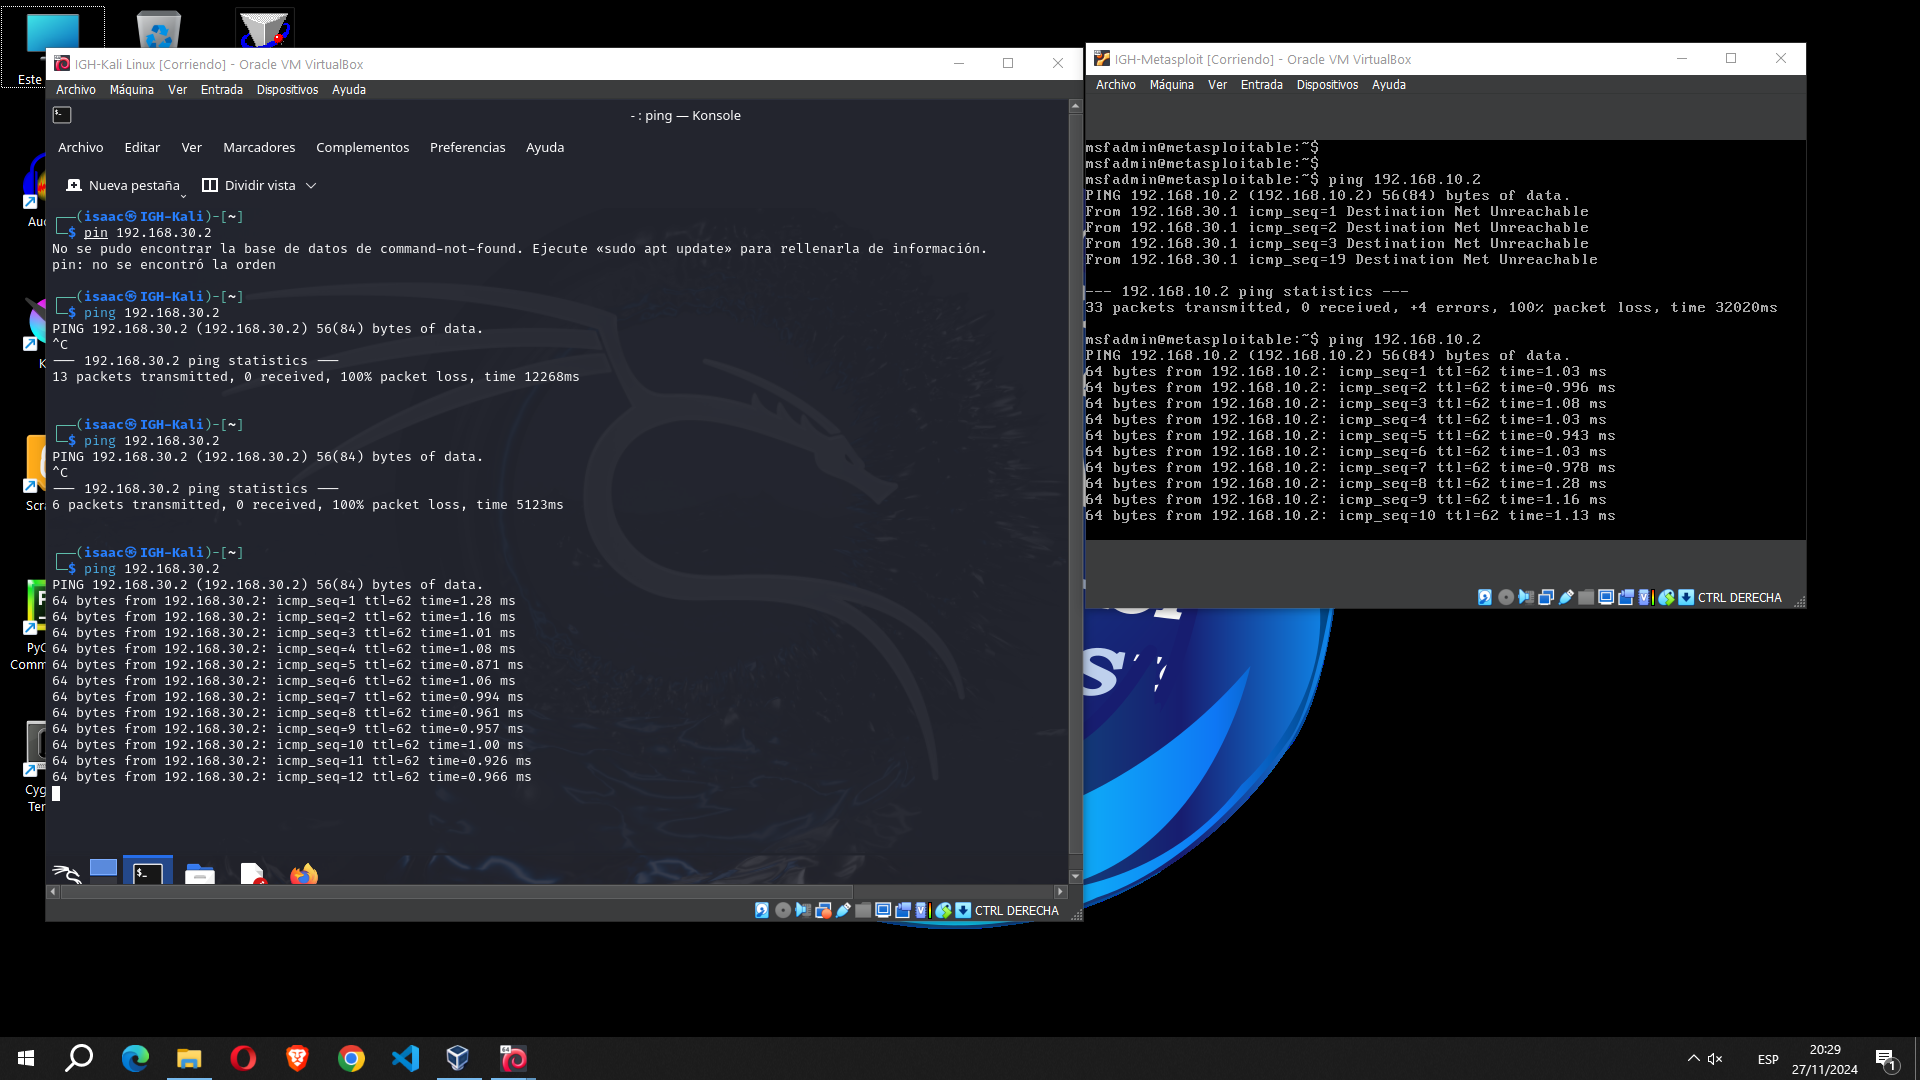 Este
Au
K
Scr
PyC
Comm
Cyg
Ter
IGH-Kali Linux [Corriendo] - Oracle VM VirtualBox
Archivo Máquina Ver Entrada Dispositivos Ayuda
- : ping — Konsole
Archivo Editar Ver Marcadores Complementos Preferencias Ayuda
Nueva pestaña Dividir vista
┌──(isaac㉿IGH-Kali)-[~]
└─$ pin 192.168.30.2
No se pudo encontrar la base de datos de command-not-found. Ejecute «sudo apt update» para rellenarla de información.
pin: no se encontró la orden
┌──(isaac㉿IGH-Kali)-[~]
└─$ ping 192.168.30.2
PING 192.168.30.2 (192.168.30.2) 56(84) bytes of data.
^C
--- 192.168.30.2 ping statistics ---
13 packets transmitted, 0 received, 100% packet loss, time 12268ms
┌──(isaac㉿IGH-Kali)-[~]
└─$ ping 192.168.30.2
PING 192.168.30.2 (192.168.30.2) 56(84) bytes of data.
^C
--- 192.168.30.2 ping statistics ---
6 packets transmitted, 0 received, 100% packet loss, time 5123ms
┌──(isaac㉿IGH-Kali)-[~]
└─$ ping 192.168.30.2
PING 192.168.30.2 (192.168.30.2) 56(84) bytes of data.
64 bytes from 192.168.30.2: icmp_seq=1 ttl=62 time=1.28 ms
64 bytes from 192.168.30.2: icmp_seq=2 ttl=62 time=1.16 ms
64 bytes from 192.168.30.2: icmp_seq=3 ttl=62 time=1.01 ms
64 bytes from 192.168.30.2: icmp_seq=4 ttl=62 time=1.08 ms
64 bytes from 192.168.30.2: icmp_seq=5 ttl=62 time=0.871 ms
64 bytes from 192.168.30.2: icmp_seq=6 ttl=62 time=1.06 ms
64 bytes from 192.168.30.2: icmp_seq=7 ttl=62 time=0.994 ms
64 bytes from 192.168.30.2: icmp_seq=8 ttl=62 time=0.961 ms
64 bytes from 192.168.30.2: icmp_seq=9 ttl=62 time=0.957 ms
64 bytes from 192.168.30.2: icmp_seq=10 ttl=62 time=1.00 ms
64 bytes from 192.168.30.2: icmp_seq=11 ttl=62 time=0.926 ms
64 bytes from 192.168.30.2: icmp_seq=12 ttl=62 time=0.966 ms
CTRL DERECHA
IGH-Metasploit [Corriendo] - Oracle VM VirtualBox
Archivo Máquina Ver Entrada Dispositivos Ayuda
msfadmin@metasploitable:~$
msfadmin@metasploitable:~$
msfadmin@metasploitable:~$ ping 192.168.10.2
PING 192.168.10.2 (192.168.10.2) 56(84) bytes of data.
From 192.168.30.1 icmp_seq=1 Destination Net Unreachable
From 192.168.30.1 icmp_seq=2 Destination Net Unreachable
From 192.168.30.1 icmp_seq=3 Destination Net Unreachable
From 192.168.30.1 icmp_seq=19 Destination Net Unreachable
--- 192.168.10.2 ping statistics ---
33 packets transmitted, 0 received, +4 errors, 100% packet loss, time 32020ms
msfadmin@metasploitable:~$ ping 192.168.10.2
PING 192.168.10.2 (192.168.10.2) 56(84) bytes of data.
64 bytes from 192.168.10.2: icmp_seq=1 ttl=62 time=1.03 ms
64 bytes from 192.168.10.2: icmp_seq=2 ttl=62 time=0.996 ms
64 bytes from 192.168.10.2: icmp_seq=3 ttl=62 time=1.08 ms
64 bytes from 192.168.10.2: icmp_seq=4 ttl=62 time=1.03 ms
64 bytes from 192.168.10.2: icmp_seq=5 ttl=62 time=0.943 ms
64 bytes from 192.168.10.2: icmp_seq=6 ttl=62 time=1.03 ms
64 bytes from 192.168.10.2: icmp_seq=7 ttl=62 time=0.978 ms
64 bytes from 192.168.10.2: icmp_seq=8 ttl=62 time=1.28 ms
64 bytes from 192.168.10.2: icmp_seq=9 ttl=62 time=1.16 ms
64 bytes from 192.168.10.2: icmp_seq=10 ttl=62 time=1.13 ms
CTRL DERECHA
ESP
20:29
27/11/2024
1